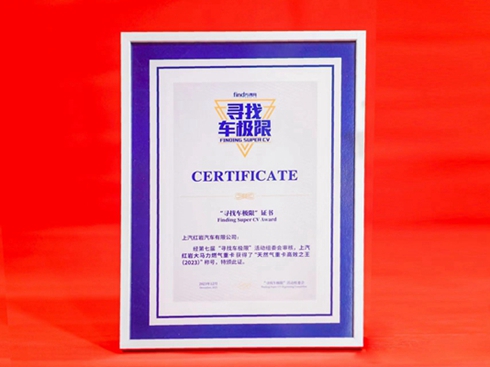 寻找
车极限
FINDING SUPER CV
CERTIFICATE
“寻找车极限”证书
Finding Super CV Award
上汽红岩汽车有限公司:
经第七届“寻找车极限”活动组委会审核，上汽
红岩大马力燃气重卡获得了“天然气重卡高效之王
(2023)”称号，特颁此证。